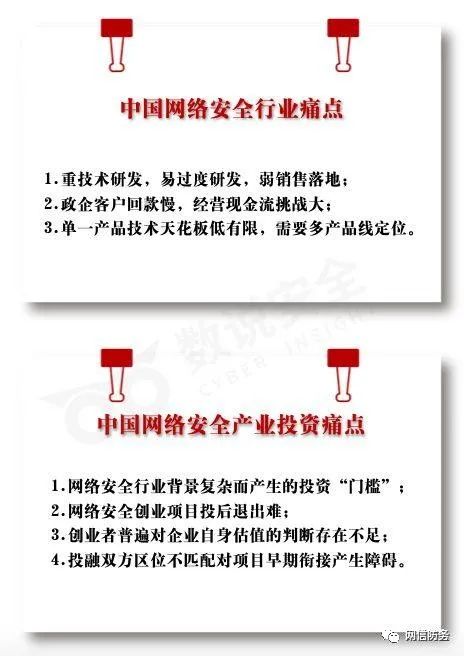 中国网络安全行业痛点
1.重技术研发，易过度研发，弱销售落地；
2.政企客户回款慢，经营现金流挑战大；
3.单一产品技术天花板低有限，需要多产品线定位。
数说安全
CYBER INSIGHT
中国网络安全产业投资痛点
1.网络安全行业背景复杂而产生的投资“门槛”；
2.网络安全创业项目投后退出难；
3.创业者普遍对企业自身估值的判断存在不足；
4.投融双方区位不匹配对项目早期衔接产生障碍。
网信防务